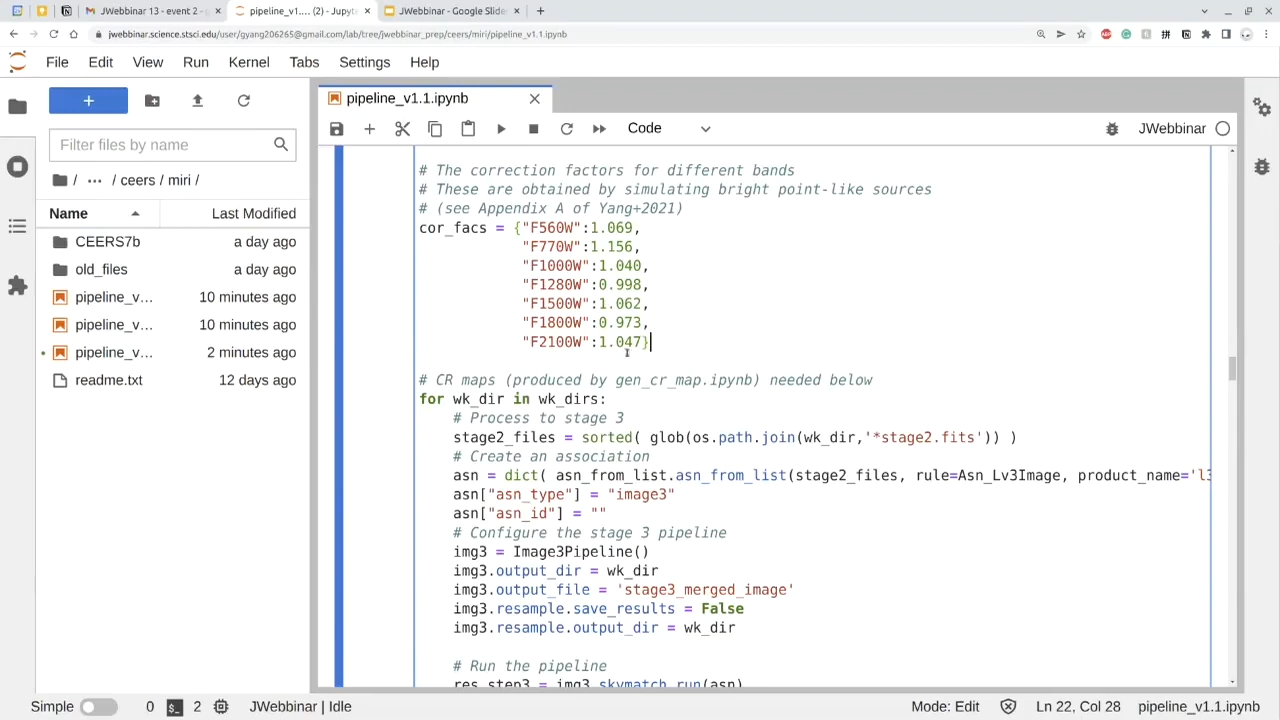 JWebbinar 13 - event 2 -
pipeline_v1.... (2) - Jupyte
JWebbinar - Google Slide
jwebbinar.science.stsci.edu/user/gyang206265@gmail.com/lab/tree/jwebbinar_prep/ceers/miri/pipeline_v1.1.ipynb
File Edit View Run Kernel Tabs Settings Help
pipeline_v1.1.ipynb
Code
JWebbinar
Filter files by name
/ ... / ceers / miri /
Name Last Modified
CEERS7b a day ago
old_files a day ago
pipeline_v... 10 minutes ago
pipeline_v... 10 minutes ago
pipeline_v... 2 minutes ago
readme.txt 12 days ago
# The correction factors for different bands
# These are obtained by simulating bright point-like sources
# (see Appendix A of Yang+2021)
cor_facs = {"F560W":1.069,
"F770W":1.156,
"F1000W":1.040,
"F1280W":0.998,
"F1500W":1.062,
"F1800W":0.973,
"F2100W":1.047}
# CR maps (produced by gen_cr_map.ipynb) needed below
for wk_dir in wk_dirs:
# Process to stage 3
stage2_files = sorted( glob(os.path.join(wk_dir,'*stage2.fits')) )
# Create an association
asn = dict( asn_from_list.asn_from_list(stage2_files, rule=Asn_Lv3Image, product_name='l3
asn["asn_type"] = "image3"
asn["asn_id"] = ""
# Configure the stage 3 pipeline
img3 = Image3Pipeline()
img3.output_dir = wk_dir
img3.output_file = 'stage3_merged_image'
img3.resample.save_results = False
img3.resample.output_dir = wk_dir
# Run the pipeline
res_step3 = img3.skymatch.run(asn)
Simple 0 2 JWebbinar | Idle Mode: Edit Ln 22, Col 28 pipeline_v1.1.ipynb